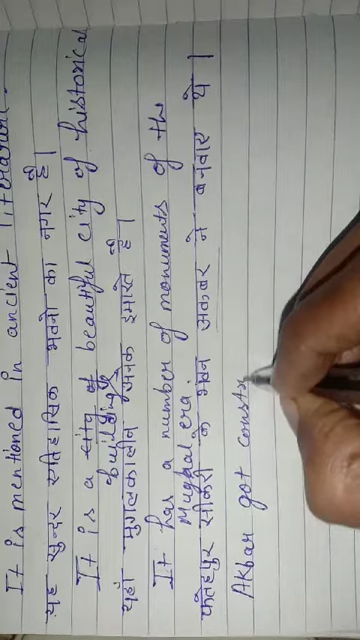 It is mentioned in ancient literature.
यह सुन्दर ऐतिहासिक भवनो का नगर है।
It is a city of beautiful city of historical
buildings
यहाँ मुगलकालीन अनेक इमारते है।
It has a number of monuments of the
Mughal era.
फतेहपुर सीकरी के भवन अकबर ने बनवाए थे।
Akbar got constr